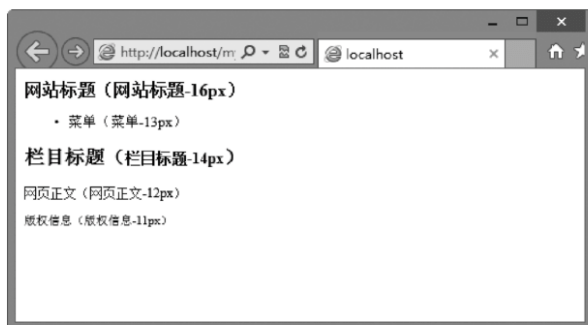 http://localhost/m
localhost
网站标题（网站标题-16px）
• 菜单（菜单-13px）
栏目标题（栏目标题-14px）
网页正文（网页正文-12px）
版权信息（版权信息-11px）